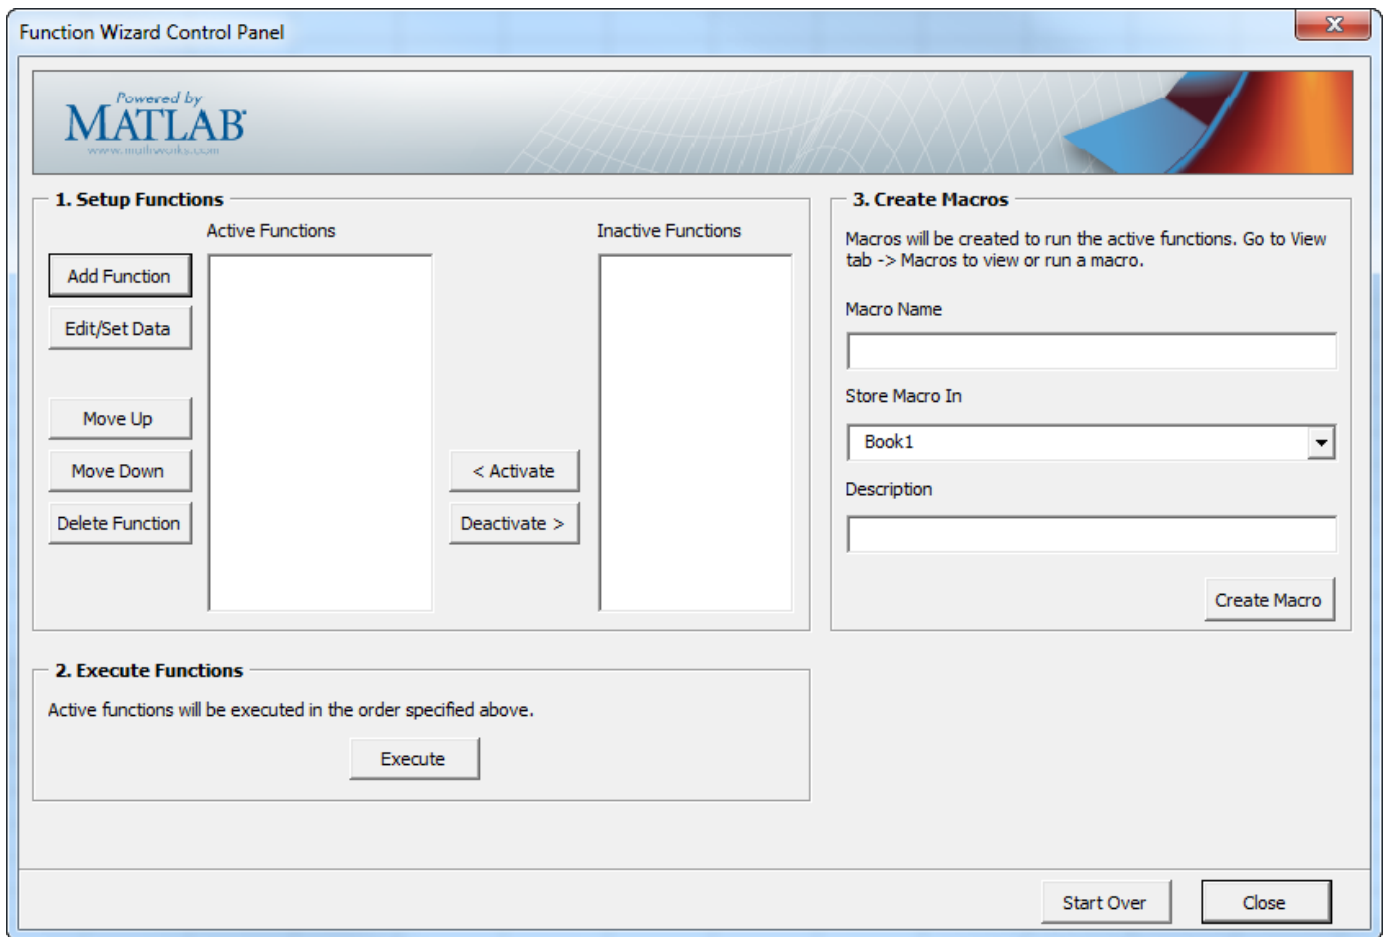 Function Wizard Control Panel
Powered by
MATLAB
www.mathworks.com
1. Setup Functions
Active Functions
Inactive Functions
Add Function
Edit/Set Data
Move Up
Move Down
Delete Function
< Activate
Deactivate >
3. Create Macros
Macros will be created to run the active functions. Go to View
tab -> Macros to view or run a macro.
Macro Name
Store Macro In
Book1
Description
Create Macro
2. Execute Functions
Active functions will be executed in the order specified above.
Execute
Start Over
Close